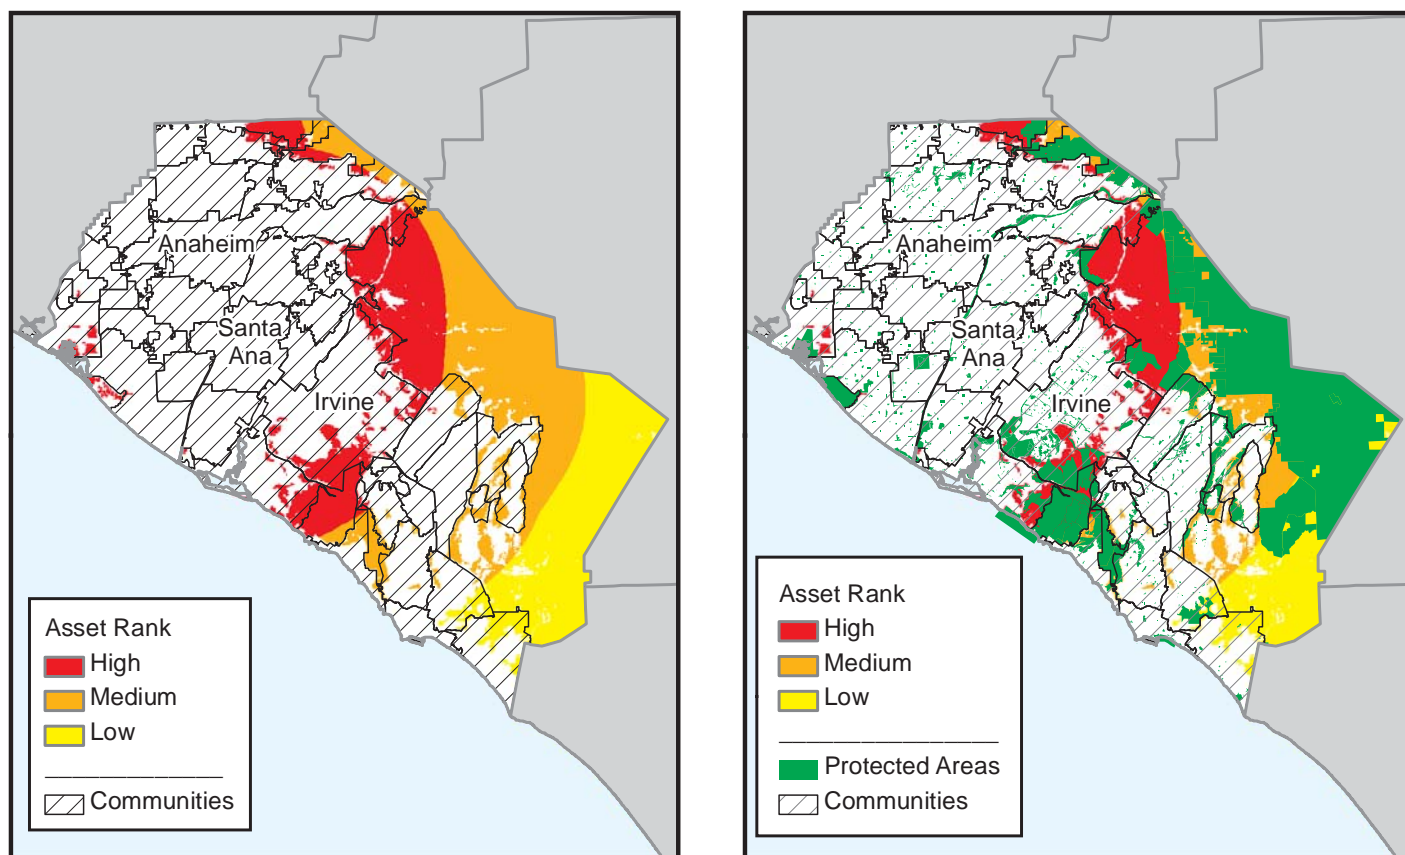 Anaheim
Santa
Ana
Irvine
Asset Rank
High
Medium
Low
Communities
Anaheim
Santa
Ana
Irvine
Asset Rank
High
Medium
Low
Protected Areas
Communities